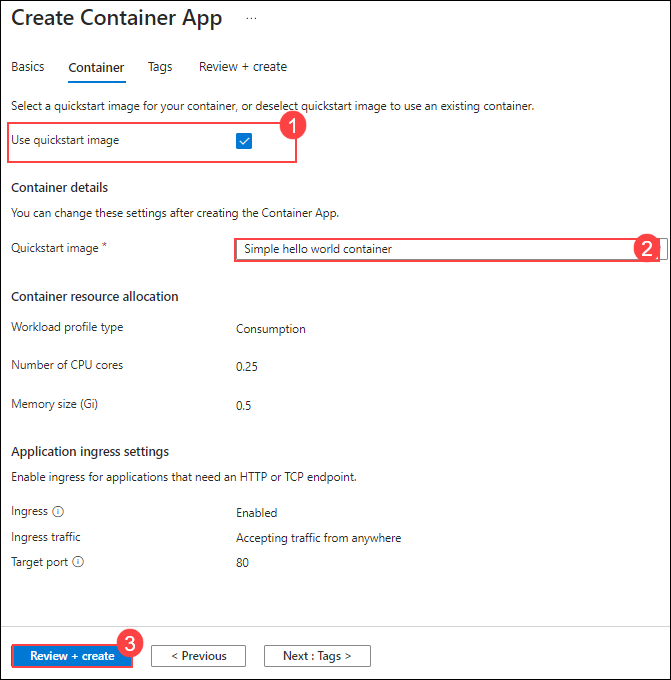 Create Container App ...
Basics Container Tags Review + create
Select a quickstart image for your container, or deselect quickstart image to use an existing container.
1
Use quickstart image
Container details
You can change these settings after creating the Container App.
Quickstart image * Simple hello world container 2
Container resource allocation
Workload profile type Consumption
Number of CPU cores 0.25
Memory size (Gi) 0.5
Application ingress settings
Enable ingress for applications that need an HTTP or TCP endpoint.
Ingress Enabled
Ingress traffic Accepting traffic from anywhere
Target port 80
3
Review + create < Previous Next : Tags >